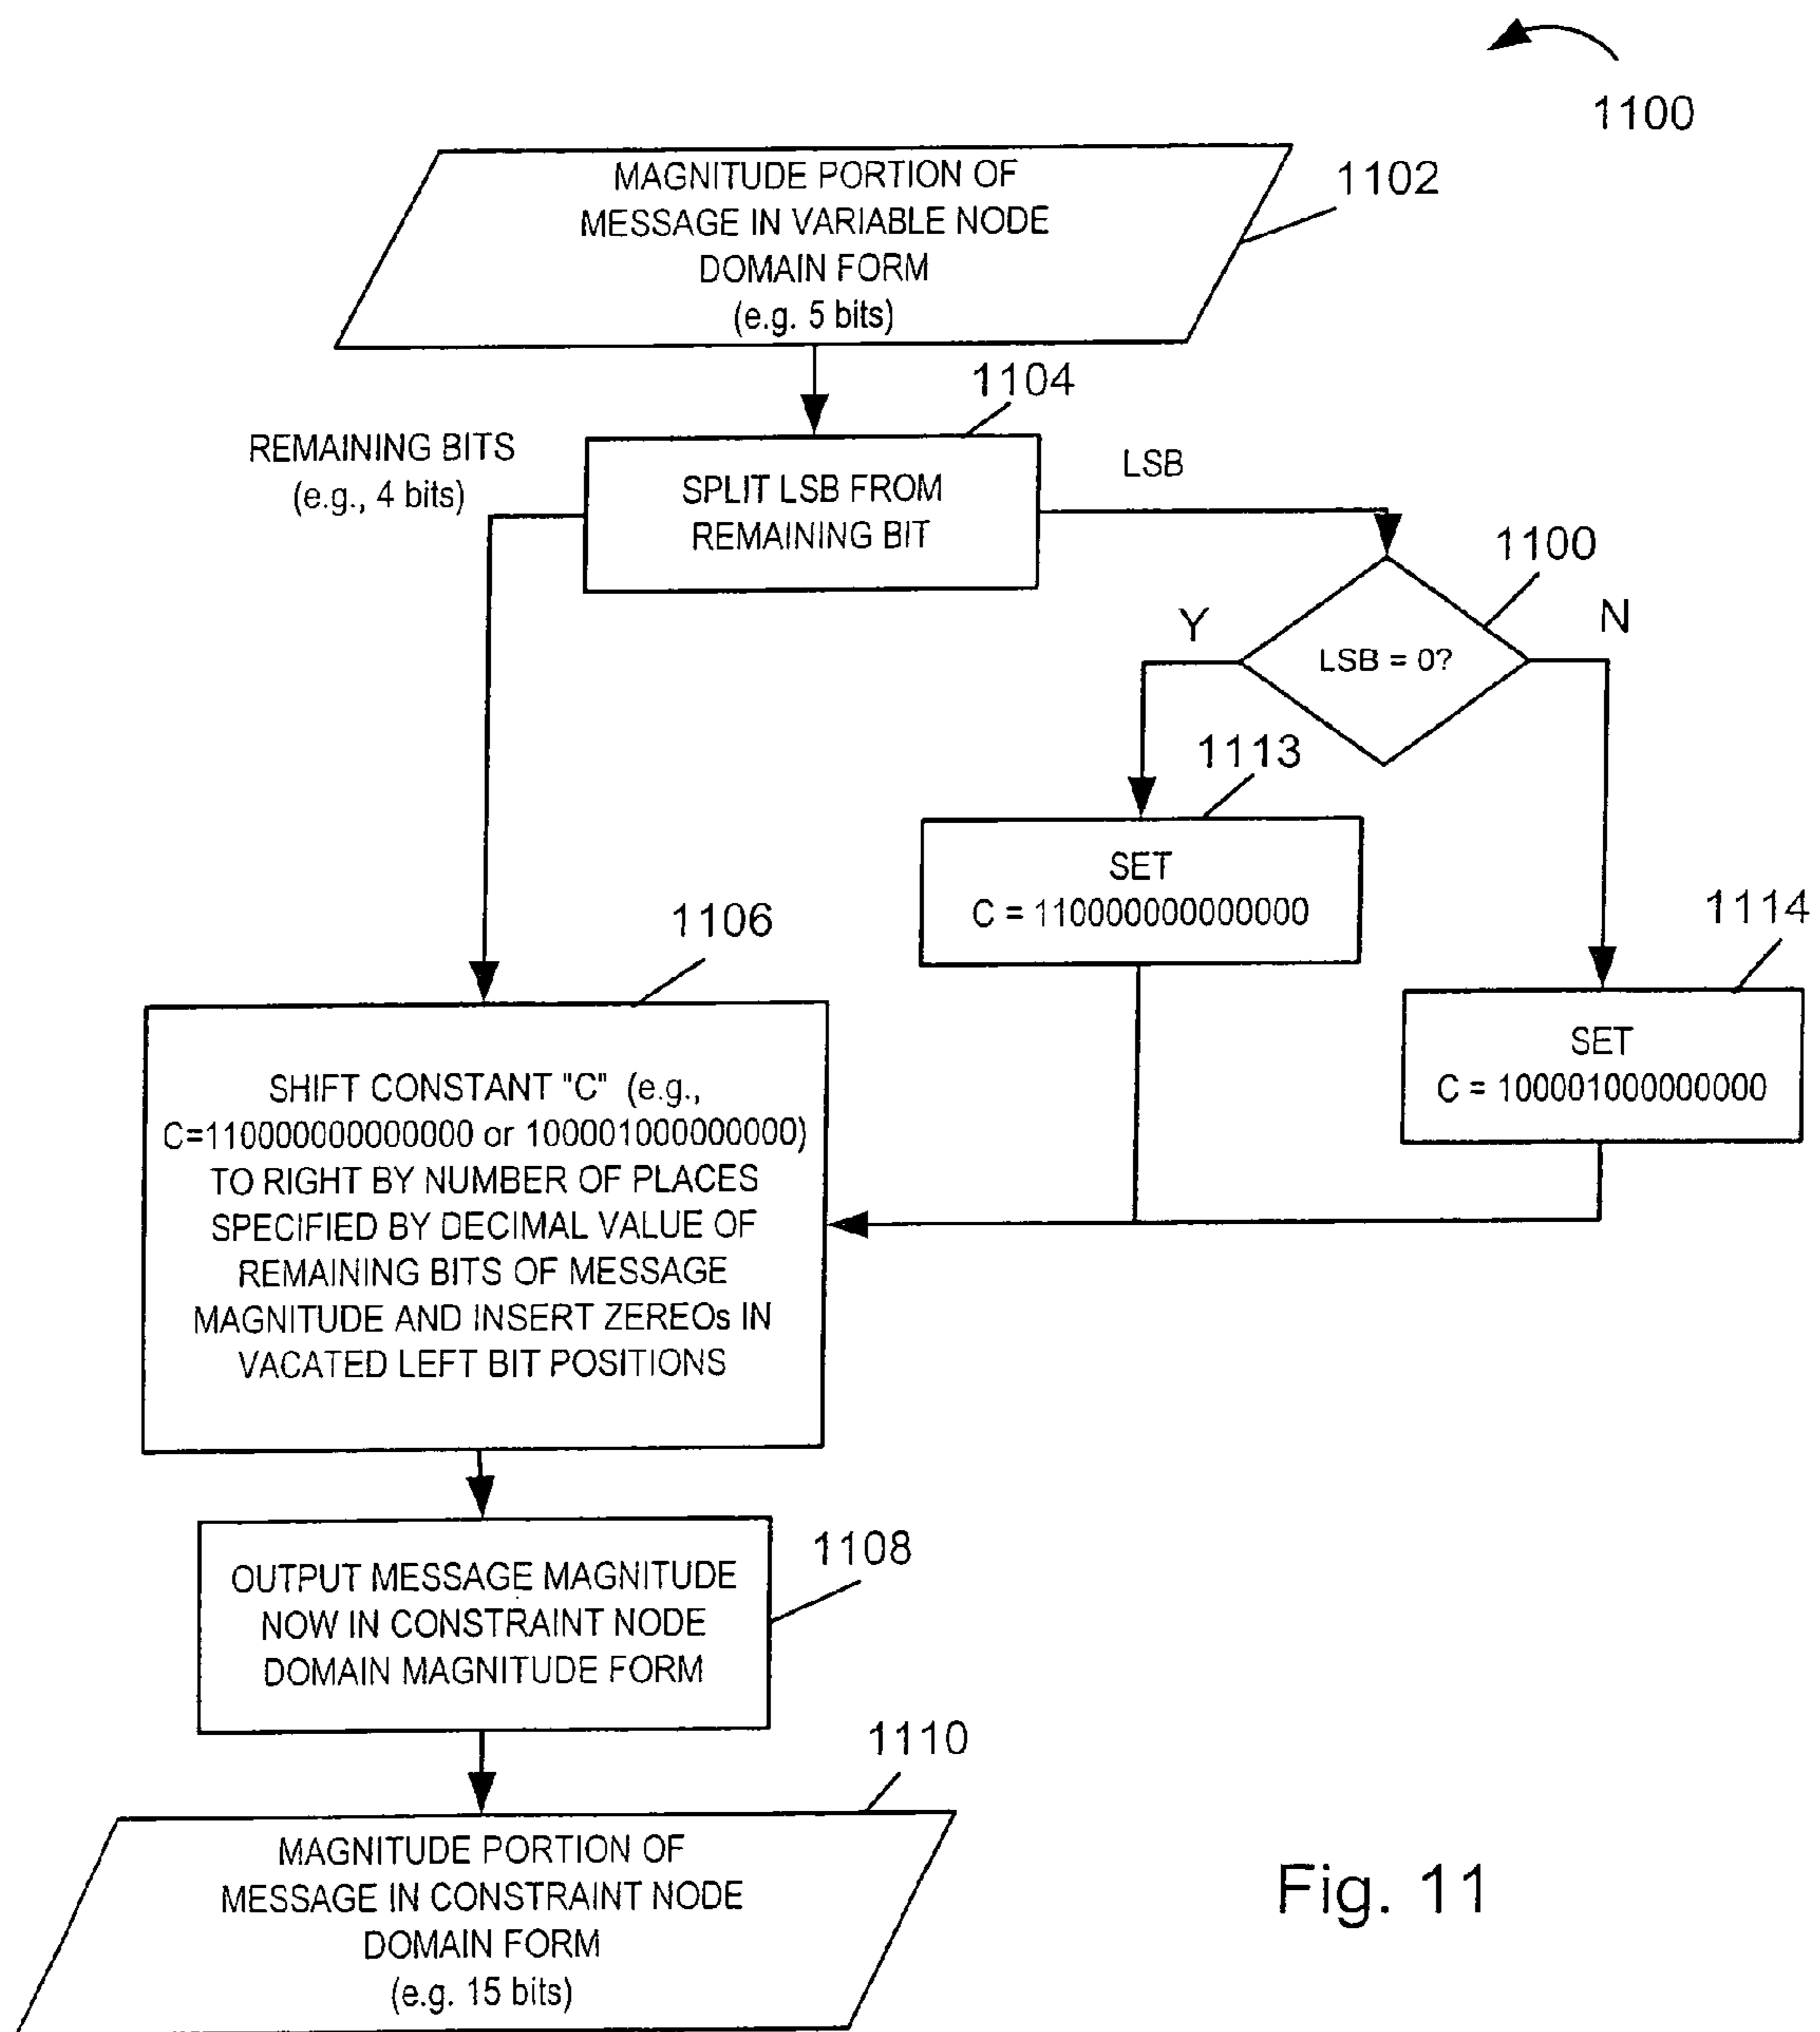 1100
MAGNITUDE PORTION OF
MESSAGE IN VARIABLE NODE
DOMAIN FORM
(e.g. 5 bits)
1102
1104
REMAINING BITS
(e.g., 4 bits)
SPLIT LSB FROM
REMAINING BIT
LSB
1100
Y
LSB = 0?
N
1113
SET
C = 110000000000000
1114
SET
C = 100001000000000
1106
SHIFT CONSTANT "C" (e.g.,
C=110000000000000 or 100001000000000)
TO RIGHT BY NUMBER OF PLACES
SPECIFIED BY DECIMAL VALUE OF
REMAINING BITS OF MESSAGE
MAGNITUDE AND INSERT ZEREOs IN
VACATED LEFT BIT POSITIONS
1108
OUTPUT MESSAGE MAGNITUDE
NOW IN CONSTRAINT NODE
DOMAIN MAGNITUDE FORM
1110
MAGNITUDE PORTION OF
MESSAGE IN CONSTRAINT NODE
DOMAIN FORM
(e.g. 15 bits)
Fig. 11